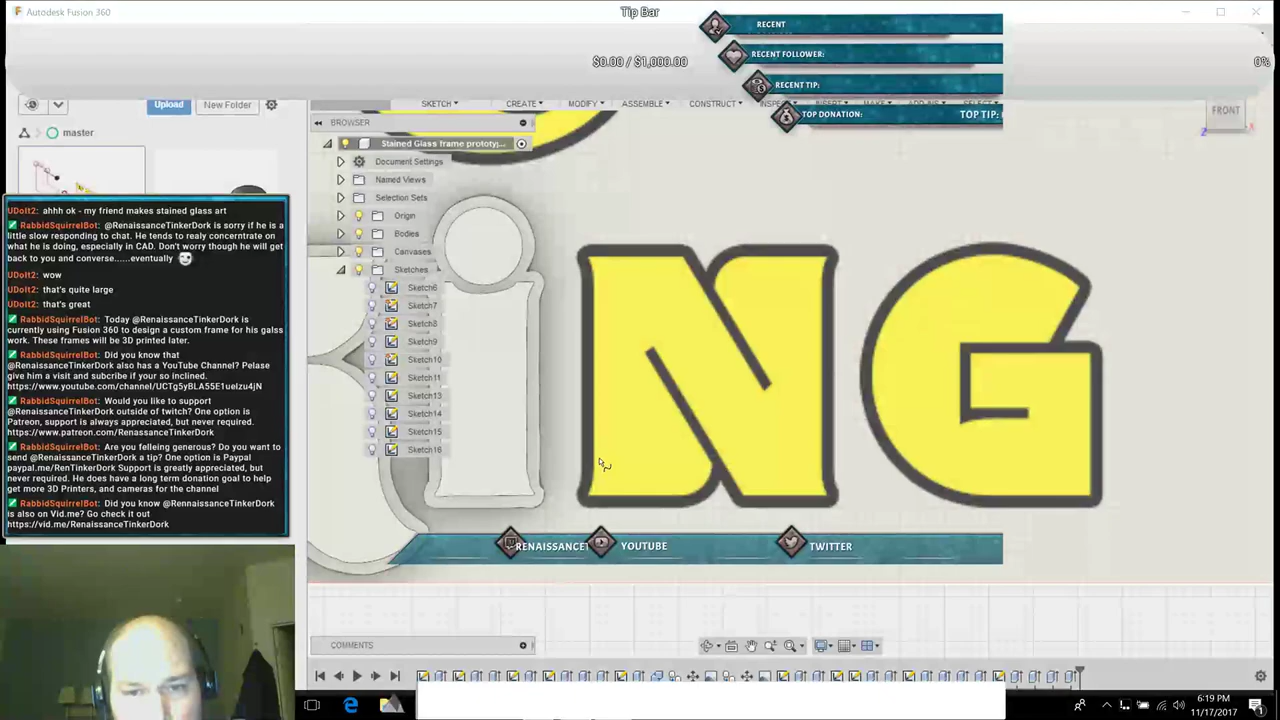 Autodesk Fusion 360
Tip Bar
RECENT
$0.00 / $1,000.00
RECENT FOLLOWER:
0%
RECENT TIP:
Upload
New Folder
SKETCH
CREATE
MODIFY
ASSEMBLE
CONSTRUCT
TOP DONATION:
TOP TIP:
FRONT
Z
X
master
BROWSER
Stained Glass frame prototyp...
Document Settings
Named Views
Selection Sets
Origin
Bodies
Canvases
Sketches
Sketch6
Sketch7
Sketch8
Sketch9
Sketch10
Sketch11
Sketch13
Sketch14
Sketch15
Sketch16
UDoIt2: ahhh ok - my friend makes stained glass art
RabbidSquirrelBot: @RenaissanceTinkerDork is sorry if he is a
little slow responding to chat. He tends to realy concerntrate on
what he is doing, especially in CAD. Don't worry though he will get
back to you and converse......eventually
UDoIt2: wow
UDoIt2: that's quite large
UDoIt2: that's great
RabbidSquirrelBot: Today @RenaissanceTinkerDork is
currently using Fusion 360 to design a custom frame for his galss
work. These frames will be 3D printed later.
RabbidSquirrelBot: Did you know that
@RenaissanceTinkerDork also has a YouTube Channel? Pelase
give him a visit and subcribe if your so inclined.
https://www.youtube.com/channel/UCTg5yBLA55E1uelzu4jN
RabbidSquirrelBot: Would you like to support
@RenaissanceTinkerDork outside of twitch? One option is
Patreon, support is always appreciated, but never required.
https://www.patreon.com/RenassanceTinkerDork
RabbidSquirrelBot: Are you felleing generous? Do you want to
send @RenaissanceTinkerDork a tip? One option is Paypal
paypal.me/RenTinkerDork Support is greatly appreciated, but
never required. He does have a long term donation goal to help
get more 3D Printers, and cameras for the channel
RabbidSquirrelBot: Did you know @RennaissanceTinkerDork
is also on Vid.me? Go check it out
https://vid.me/RenaissanceTinkerDork
iNG
RENAISSANCET
YOUTUBE
TWITTER
COMMENTS
6:19 PM
11/17/2017